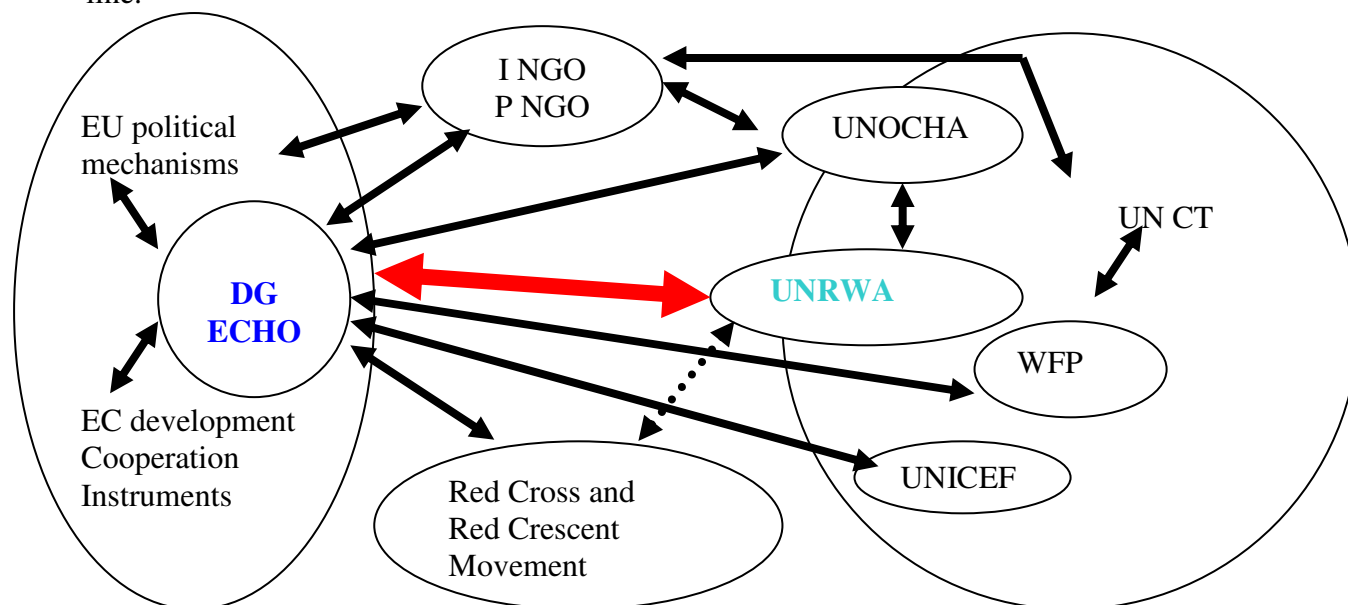 line.
I NGO
P NGO
EU political
mechanisms
UNOCHA
UN CT
DG
ECHO
UNRWA
WFP
EC development
Cooperation
Instruments
UNICEF
Red Cross and
Red Crescent
Movement